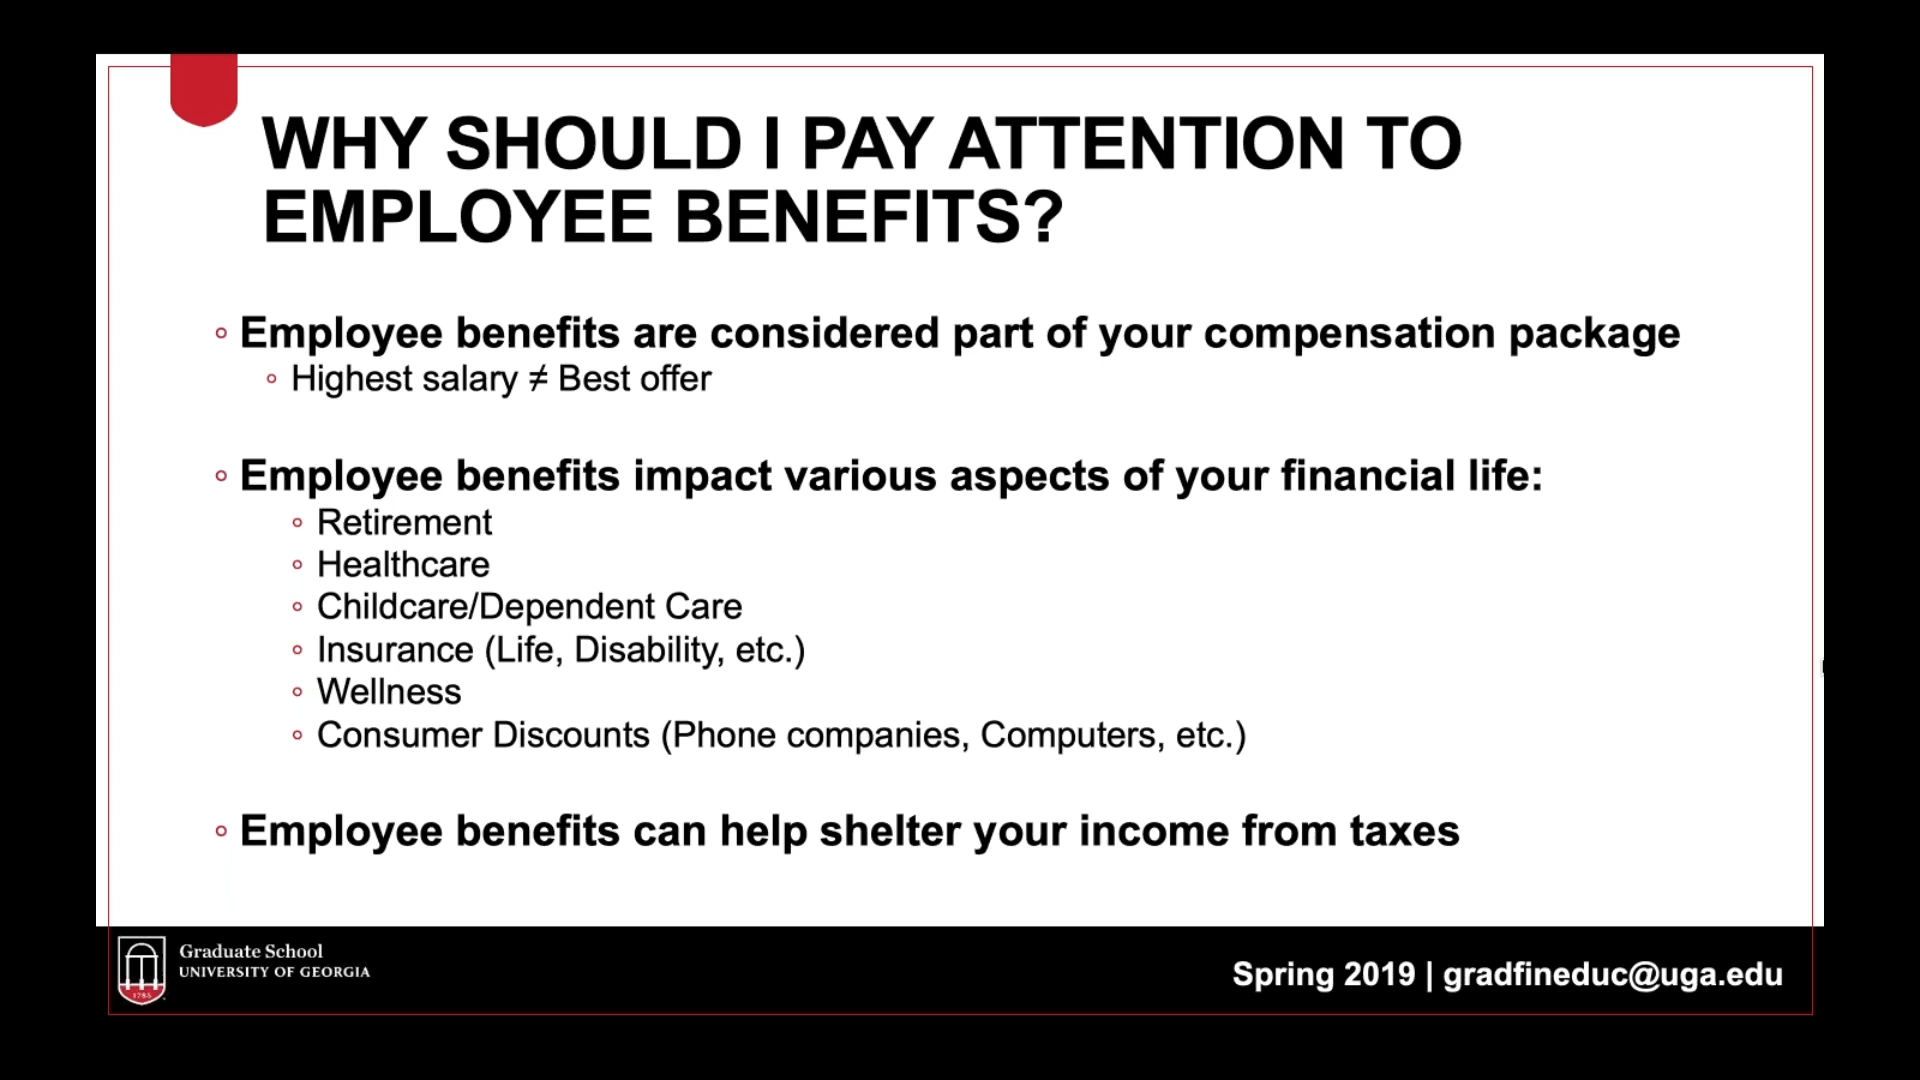 WHY SHOULD I PAY ATTENTION TO
EMPLOYEE BENEFITS?
◦ Employee benefits are considered part of your compensation package
◦ Highest salary ≠ Best offer
◦ Employee benefits impact various aspects of your financial life:
◦ Retirement
◦ Healthcare
◦ Childcare/Dependent Care
◦ Insurance (Life, Disability, etc.)
◦ Wellness
◦ Consumer Discounts (Phone companies, Computers, etc.)
◦ Employee benefits can help shelter your income from taxes
1785
Graduate School
UNIVERSITY OF GEORGIA
Spring 2019 | gradfineduc@uga.edu